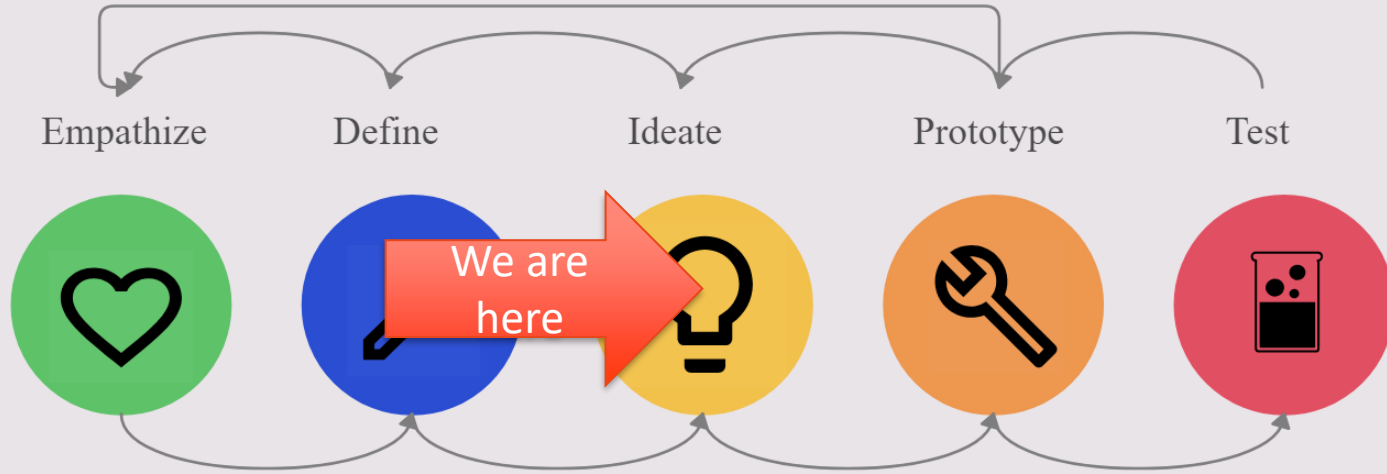 Empathize
Define
Ideate
Prototype
Test
We are
here